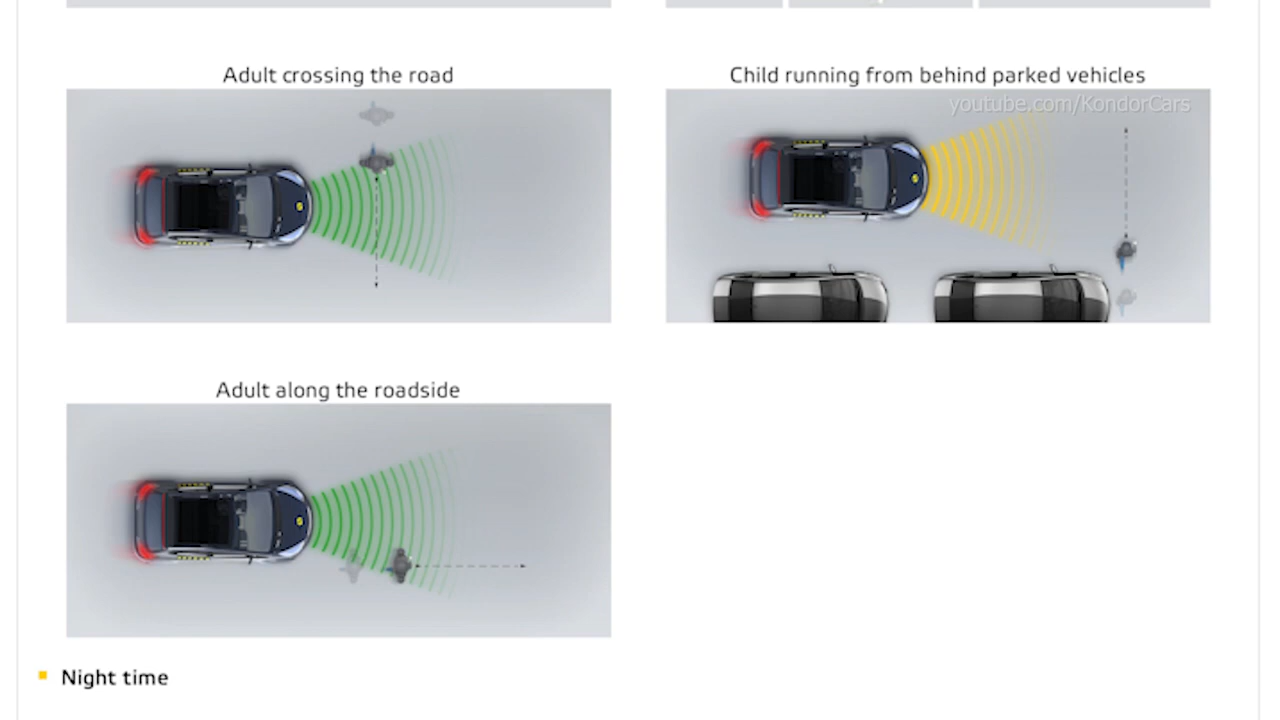 Adult crossing the road
Child running from behind parked vehicles
youtube.com/KondorCars
Adult along the roadside
Night time